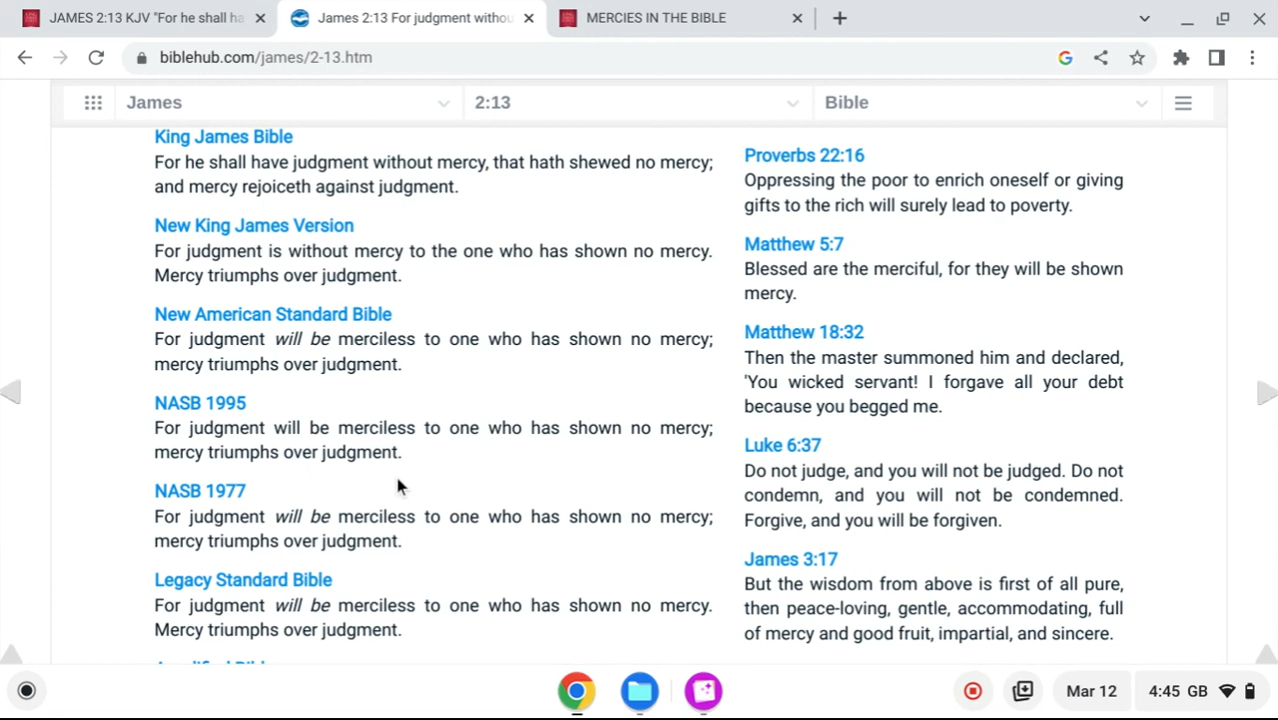 JAMES 2:13 KJV "For he shall ha
James 2:13 For judgment withou
MERCIES IN THE BIBLE
biblehub.com/james/2-13.htm
James
2:13
Bible
King James Bible
For he shall have judgment without mercy, that hath shewed no mercy;
and mercy rejoiceth against judgment.
New King James Version
For judgment is without mercy to the one who has shown no mercy.
Mercy triumphs over judgment.
New American Standard Bible
For judgment will be merciless to one who has shown no mercy;
mercy triumphs over judgment.
NASB 1995
For judgment will be merciless to one who has shown no mercy;
mercy triumphs over judgment.
NASB 1977
For judgment will be merciless to one who has shown no mercy;
mercy triumphs over judgment.
Legacy Standard Bible
For judgment will be merciless to one who has shown no mercy.
Mercy triumphs over judgment.
Proverbs 22:16
Oppressing the poor to enrich oneself or giving
gifts to the rich will surely lead to poverty.
Matthew 5:7
Blessed are the merciful, for they will be shown
mercy.
Matthew 18:32
Then the master summoned him and declared,
'You wicked servant! I forgave all your debt
because you begged me.
Luke 6:37
Do not judge, and you will not be judged. Do not
condemn, and you will not be condemned.
Forgive, and you will be forgiven.
James 3:17
But the wisdom from above is first of all pure,
then peace-loving, gentle, accommodating, full
of mercy and good fruit, impartial, and sincere.
Mar 12
4:45 GB